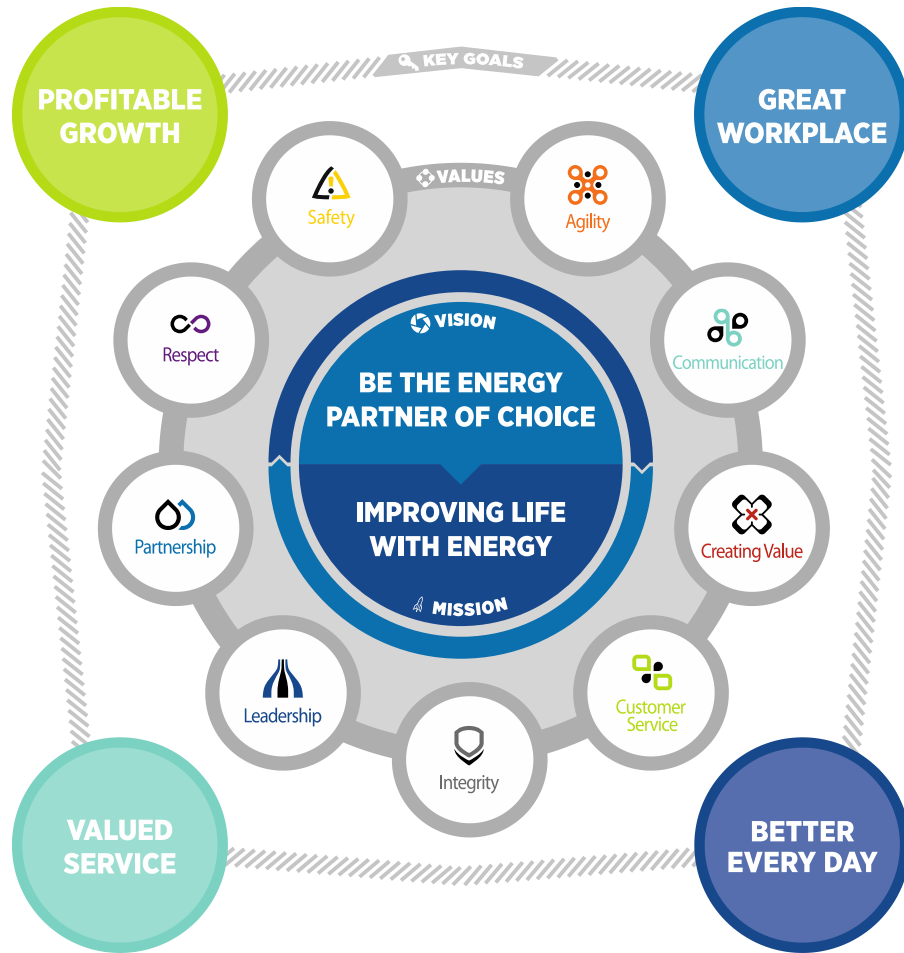 KEY GOALS
PROFITABLE
GROWTH
GREAT
WORKPLACE
VALUES
Safety
Agility
Respect
Communication
VISION
BE THE ENERGY
PARTNER OF CHOICE
IMPROVING LIFE
WITH ENERGY
MISSION
Partnership
Creating Value
Leadership
Customer
Service
Integrity
VALUED
SERVICE
BETTER
EVERY DAY